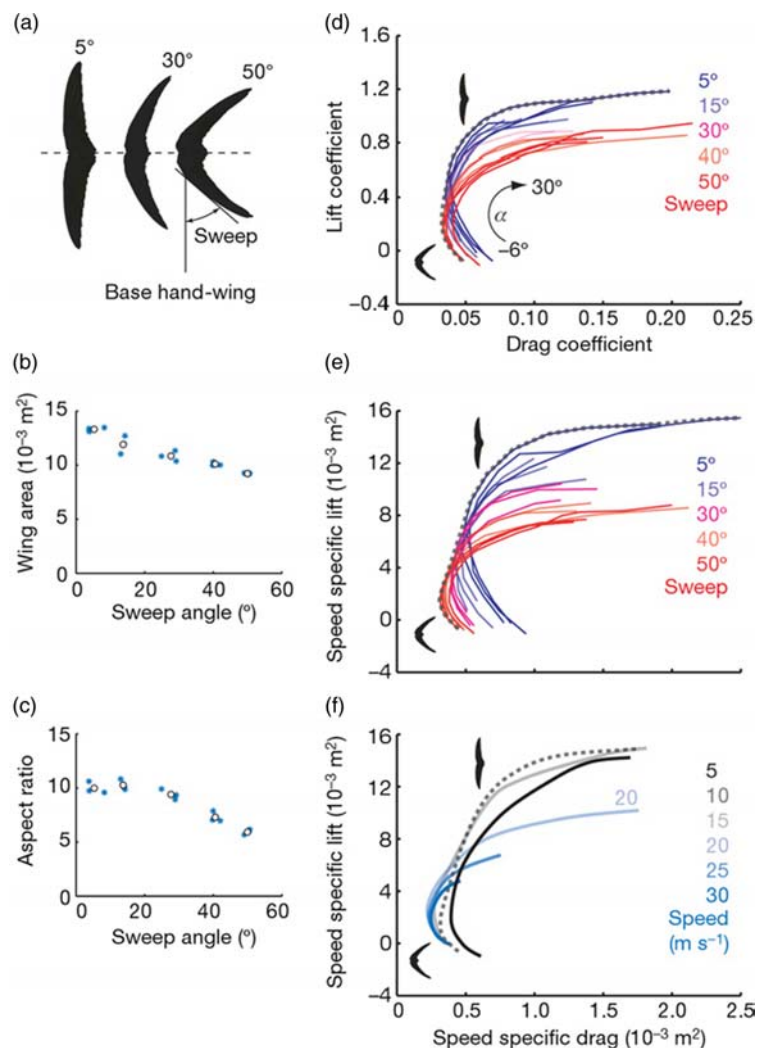 (a)
5°
30°
50°
Sweep
Base hand-wing
(b)
Wing area (10⁻³ m²)
15
10
5
0
0 20 40 60
Sweep angle (°)
(c)
Aspect ratio
15
10
5
0
0 20 40 60
Sweep angle (°)
(d)
Lift coefficient
1.6
1.2
0.8
0.4
0
−0.4
5°
15°
30°
40°
50°
Sweep
30°
α
−6°
0 0.05 0.10 0.15 0.20 0.25
Drag coefficient
(e)
Speed specific lift (10⁻³ m²)
16
12
8
4
0
−4
5°
15°
30°
40°
50°
Sweep
(f)
Speed specific lift (10⁻³ m²)
16
12
8
4
0
−4
20
5
10
15
20
25
30
Speed
(m s⁻¹)
0 0.5 1.0 1.5 2.0 2.5
Speed specific drag (10⁻³ m²)